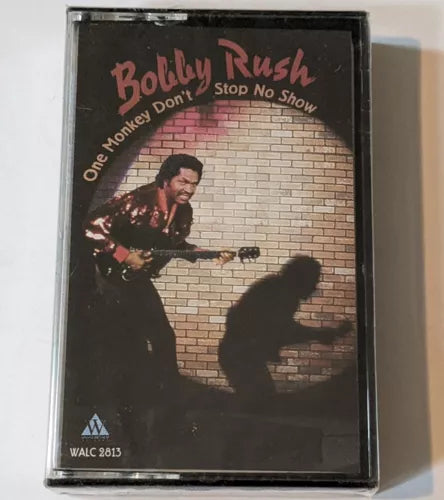 Bobby Rush
One Monkey Don't Stop No Show
WALC 2813